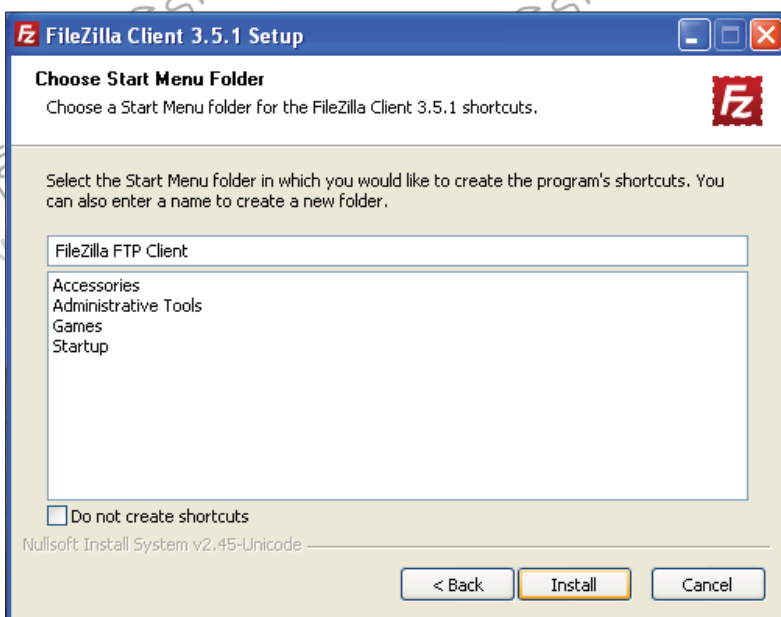 FileZilla Client 3.5.1 Setup
Choose Start Menu Folder
Choose a Start Menu folder for the FileZilla Client 3.5.1 shortcuts.
Fz
Select the Start Menu folder in which you would like to create the program's shortcuts. You
can also enter a name to create a new folder.
FileZilla FTP Client
Accessories
Administrative Tools
Games
Startup
Do not create shortcuts
Nullsoft Install System v2.45-Unicode
< Back Install Cancel